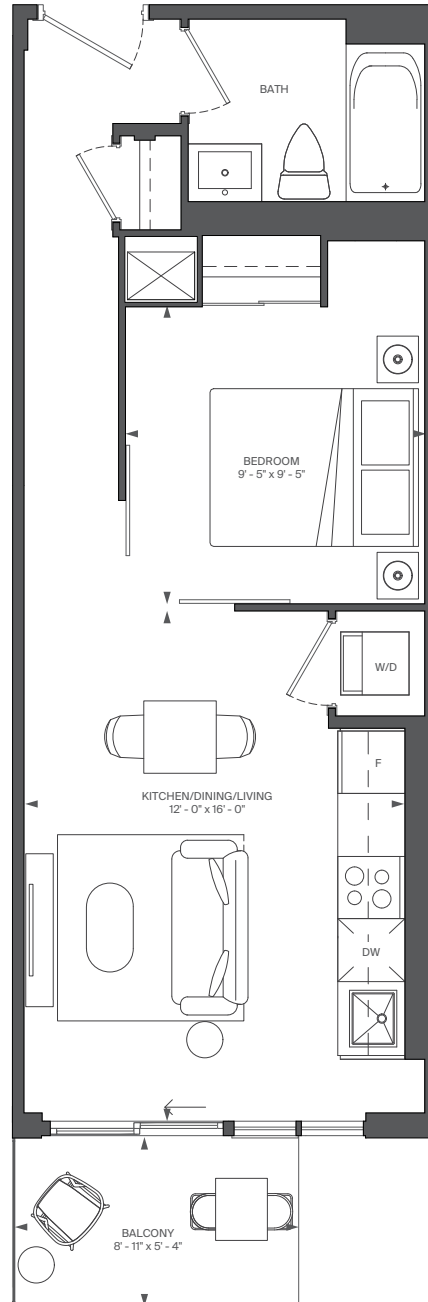 BATH
BEDROOM
9' - 5" x 9' - 5"
W/D
F
KITCHEN/DINING/LIVING
12' - 0" x 16' - 0"
DW
BALCONY
8' - 11" x 5' - 4"